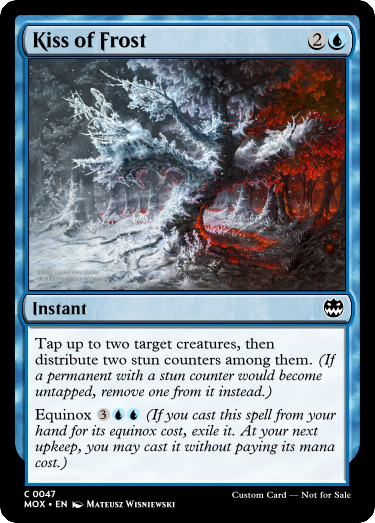 Kiss of Frost 2
Instant
Tap up to two target creatures, then
distribute two stun counters among them. (If
a permanent with a stun counter would become
untapped, remove one from it instead.)
Equinox 3 (If you cast this spell from your
hand for its equinox cost, exile it. At your next
upkeep, you may cast it without paying its mana
cost.)
C 0047
MOX • EN Mateusz Wisniewski
Custom Card — Not for Sale